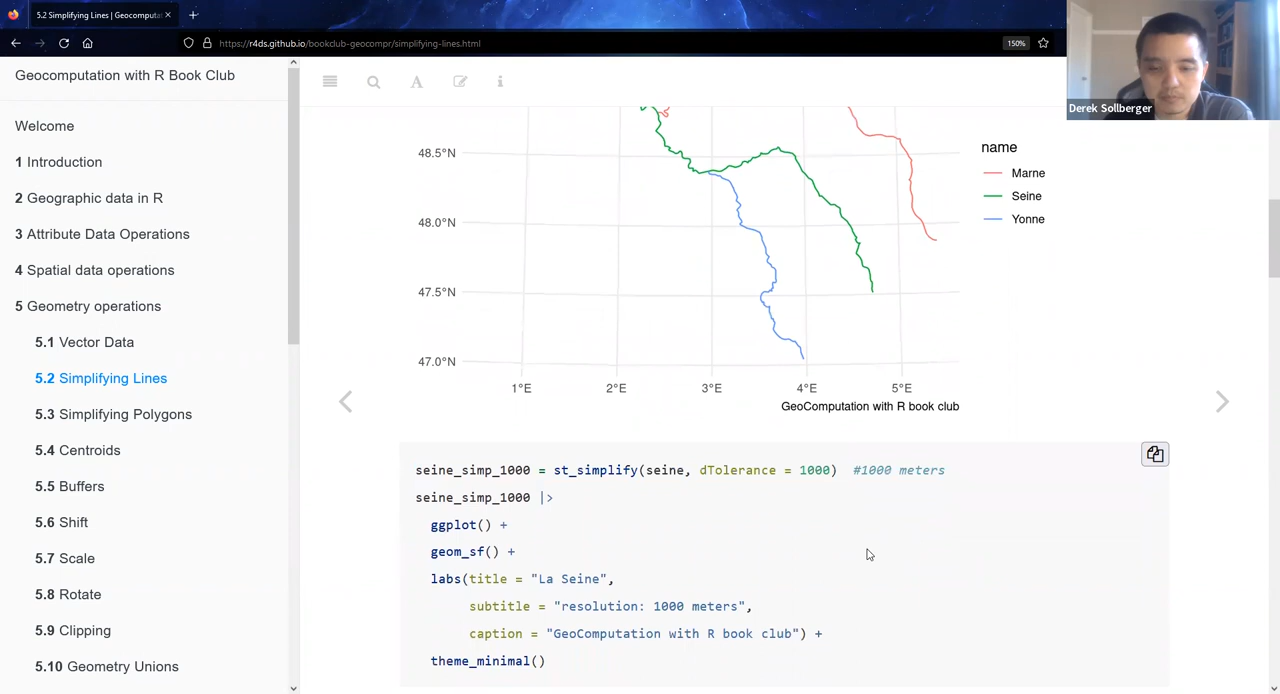 5.2 Simplifying Lines | Geocomputat
https://r4ds.github.io/bookclub-geocompr/simplifying-lines.html
150%
Derek Sollberger
Geocomputation with R Book Club
Welcome
1 Introduction
2 Geographic data in R
3 Attribute Data Operations
4 Spatial data operations
5 Geometry operations
5.1 Vector Data
5.2 Simplifying Lines
5.3 Simplifying Polygons
5.4 Centroids
5.5 Buffers
5.6 Shift
5.7 Scale
5.8 Rotate
5.9 Clipping
5.10 Geometry Unions
48.5°N
48.0°N
47.5°N
47.0°N
1°E 2°E 3°E 4°E 5°E
GeoComputation with R book club
name
Marne
Seine
Yonne
seine_simp_1000 = st_simplify(seine, dTolerance = 1000)  #1000 meters
seine_simp_1000 |>
ggplot() +
geom_sf() +
labs(title = "La Seine",
subtitle = "resolution: 1000 meters",
caption = "GeoComputation with R book club") +
theme_minimal()